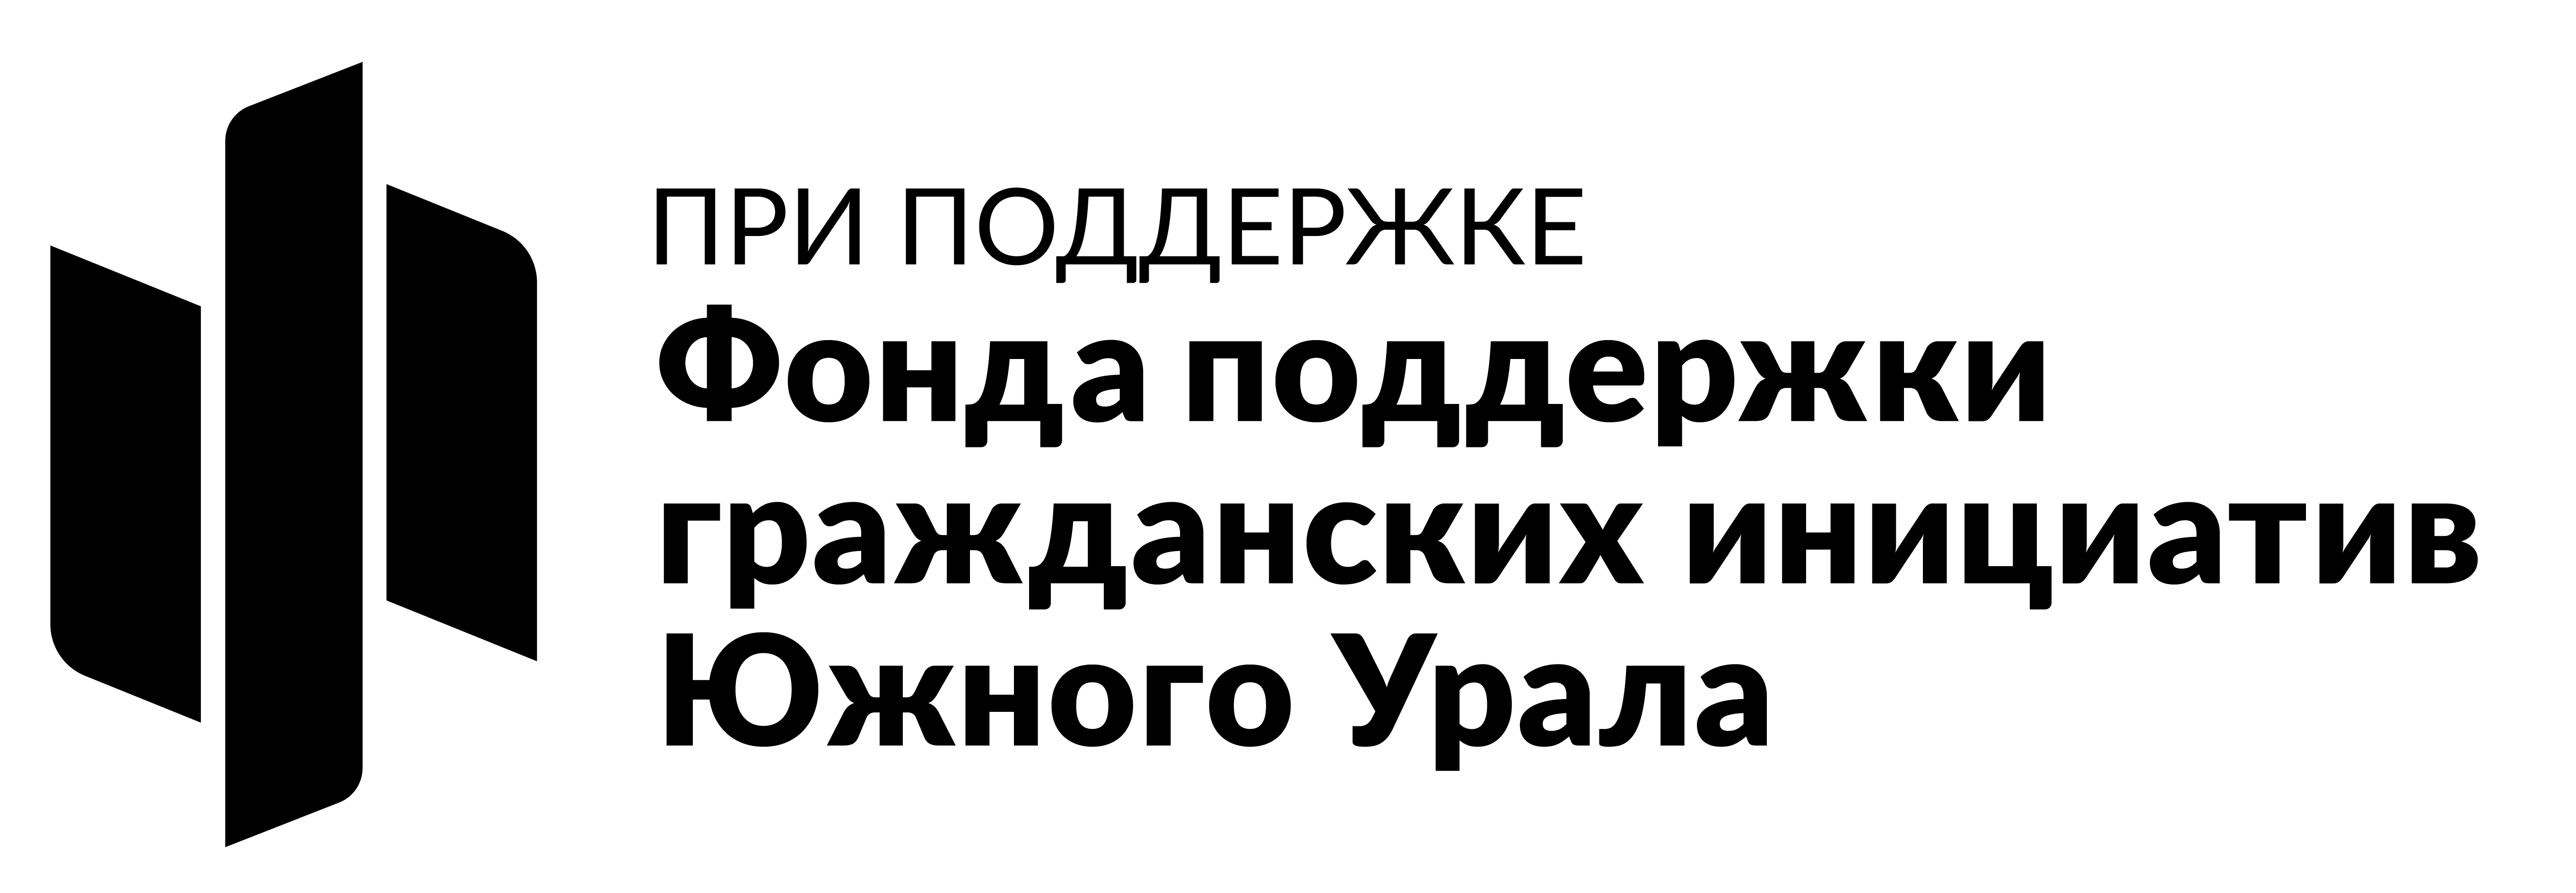 ПРИ ПОДДЕРЖКЕ
Фонда поддержки
гражданских инициатив
Южного Урала